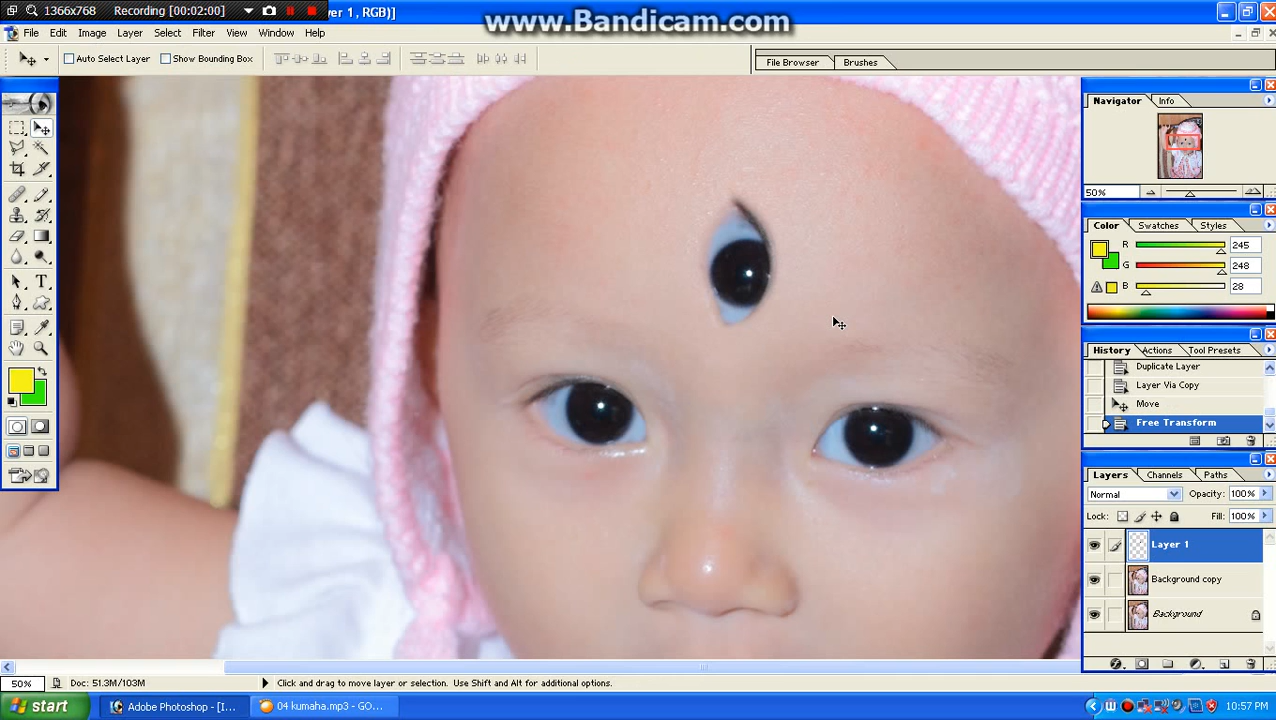 1366x768 Recording [00:02:00]
yer 1, RGB)]
www.Bandicam.com
File Edit Image Layer Select Filter View Window Help
Auto Select Layer Show Bounding Box
File Browser Brushes
Navigator Info
50%
Color Swatches Styles
R 245
G 248
B 28
History Actions Tool Presets
Duplicate Layer
Layer Via Copy
Move
Free Transform
Layers Channels Paths
Normal Opacity: 100%
Lock: Fill: 100%
Layer 1
Background copy
Background
50% Doc: 51.3M/103M Click and drag to move layer or selection. Use Shift and Alt for additional options.
start Adobe Photoshop - [I... 04 kumaha.mp3 - GO... 10:57 PM